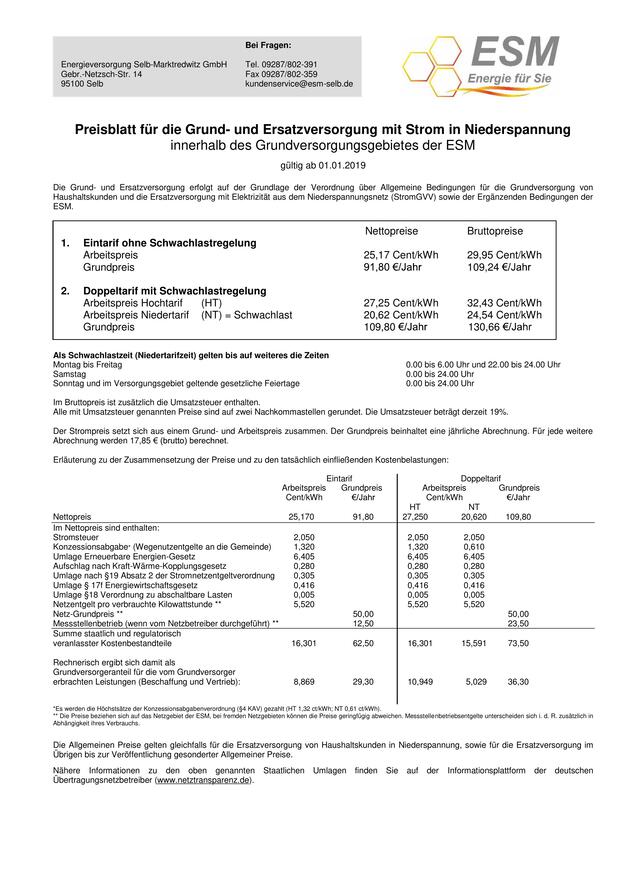 Bei Fragen:
Energieversorgung Selb-Marktredwitz GmbH Tel. 09287/802-391
Gebr.-Netzsch-Str. 14 Fax 09287/802-359
95100 Selb kundenservice@esm-selb.de
ESM
Energie für Sie
Preisblatt für die Grund- und Ersatzversorgung mit Strom in Niederspannung
innerhalb des Grundversorgungsgebietes der ESM
gültig ab 01.01.2019
Die Grund- und Ersatzversorgung erfolgt auf der Grundlage der Verordnung über Allgemeine Bedingungen für die Grundversorgung von
Haushaltskunden und die Ersatzversorgung mit Elektrizität aus dem Niederspannungsnetz (StromGVV) sowie der Ergänzenden Bedingungen der
ESM.
Nettopreise Bruttopreise
1. Eintarif ohne Schwachlastregelung
Arbeitspreis 25,17 Cent/kWh 29,95 Cent/kWh
Grundpreis 91,80 €/Jahr 109,24 €/Jahr
2. Doppeltarif mit Schwachlastregelung
Arbeitspreis Hochtarif (HT) 27,25 Cent/kWh 32,43 Cent/kWh
Arbeitspreis Niedertarif (NT) = Schwachlast 20,62 Cent/kWh 24,54 Cent/kWh
Grundpreis 109,80 €/Jahr 130,66 €/Jahr
Als Schwachlastzeit (Niedertarifzeit) gelten bis auf weiteres die Zeiten
Montag bis Freitag 0.00 bis 6.00 Uhr und 22.00 bis 24.00 Uhr
Samstag 0.00 bis 24.00 Uhr
Sonntag und im Versorgungsgebiet geltende gesetzliche Feiertage 0.00 bis 24.00 Uhr
Im Bruttopreis ist zusätzlich die Umsatzsteuer enthalten.
Alle mit Umsatzsteuer genannten Preise sind auf zwei Nachkommastellen gerundet. Die Umsatzsteuer beträgt derzeit 19%.
Der Strompreis setzt sich aus einem Grund- und Arbeitspreis zusammen. Der Grundpreis beinhaltet eine jährliche Abrechnung. Für jede weitere
Abrechnung werden 17,85 € (brutto) berechnet.
Erläuterung zu der Zusammensetzung der Preise und zu den tatsächlich einfließenden Kostenbelastungen:
Eintarif Doppeltarif
Arbeitspreis Grundpreis Arbeitspreis Grundpreis
Cent/kWh €/Jahr Cent/kWh €/Jahr
HT NT
Nettopreis 25,170 91,80 27,250 20,620 109,80
Im Nettopreis sind enthalten:
Stromsteuer 2,050 2,050 2,050
Konzessionsabgabe* (Wegenutzentgelte an die Gemeinde) 1,320 1,320 0,610
Umlage Erneuerbare Energien-Gesetz 6,405 6,405 6,405
Aufschlag nach Kraft-Wärme-Kopplungsgesetz 0,280 0,280 0,280
Umlage nach §19 Absatz 2 der Stromnetzentgeltverordnung 0,305 0,305 0,305
Umlage § 17f Energiewirtschaftsgesetz 0,416 0,416 0,416
Umlage §18 Verordnung zu abschaltbare Lasten 0,005 0,005 0,005
Netzentgelt pro verbrauchte Kilowattstunde ** 5,520 5,520 5,520
Netz-Grundpreis ** 50,00 50,00
Messstellenbetrieb (wenn vom Netzbetreiber durchgeführt) ** 12,50 23,50
Summe staatlich und regulatorisch
veranlasster Kostenbestandteile 16,301 62,50 16,301 15,591 73,50
Rechnerisch ergibt sich damit als
Grundversorgeranteil für die vom Grundversorger
erbrachten Leistungen (Beschaffung und Vertrieb): 8,869 29,30 10,949 5,029 36,30
*Es werden die Höchstsätze der Konzessionsabgabenverordnung (§4 KAV) gezahlt (HT 1,32 ct/kWh; NT 0,61 ct/kWh).
** Die Preise beziehen sich auf das Netzgebiet der ESM, bei fremden Netzgebieten können die Preise geringfügig abweichen. Messstellenbetriebsentgelte unterscheiden sich i. d. R. zusätzlich in
Abhängigkeit ihres Verbrauchs.
Die Allgemeinen Preise gelten gleichfalls für die Ersatzversorgung von Haushaltskunden in Niederspannung, sowie für die Ersatzversorgung im
Übrigen bis zur Veröffentlichung gesonderter Allgemeiner Preise.
Nähere Informationen zu den oben genannten Staatlichen Umlagen finden Sie auf der Informationsplattform der deutschen
Übertragungsnetzbetreiber (www.netztransparenz.de).